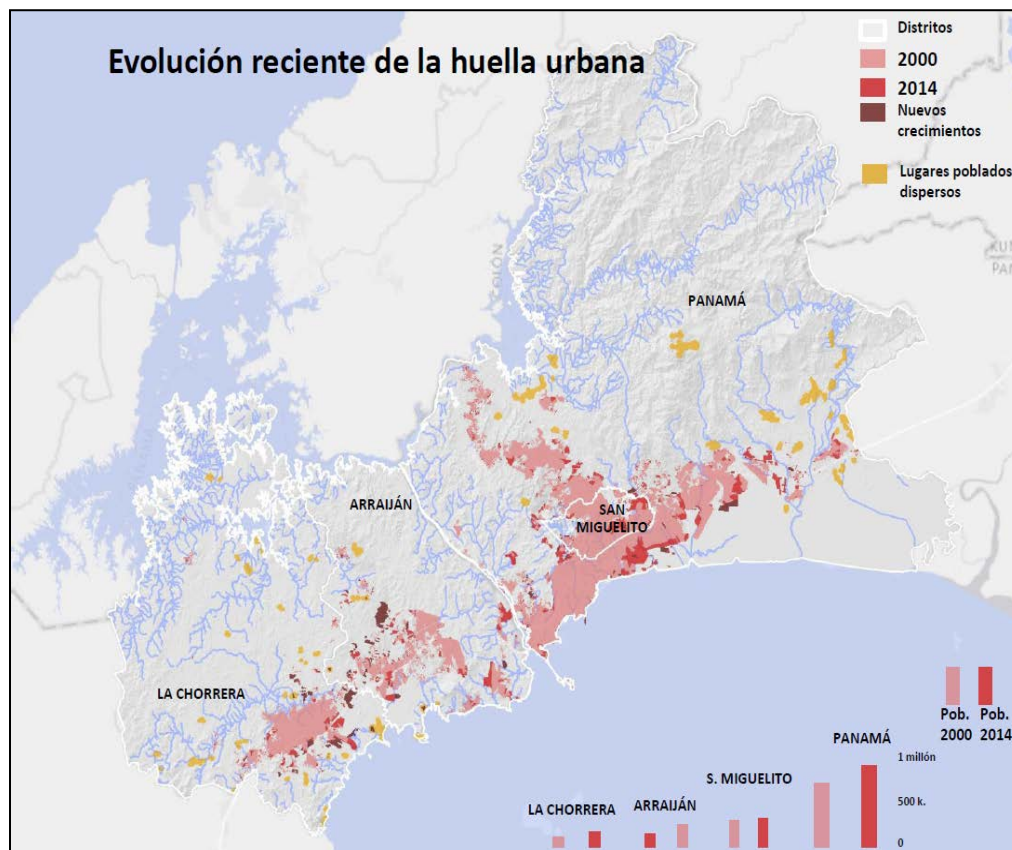 Evolución reciente de la huella urbana
Distritos
2000
2014
Nuevos
crecimientos
Lugares poblados
dispersos
COLÓN
PANAMÁ
ARRAIJÁN
SAN
MIGUELITO
LA CHORRERA
Pob.
2000
Pob.
2014
PANAMÁ
S. MIGUELITO
ARRAIJÁN
LA CHORRERA
1 millón
500 k.
0